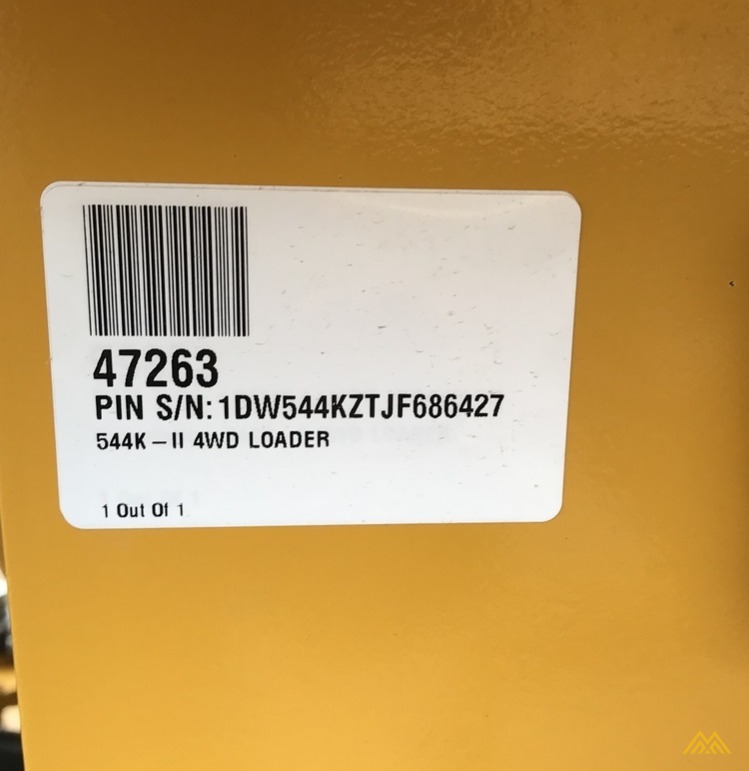 47263
PIN S/N: 1DW544KZTJF686427
544K – II 4WD LOADER
1 Out Of 1